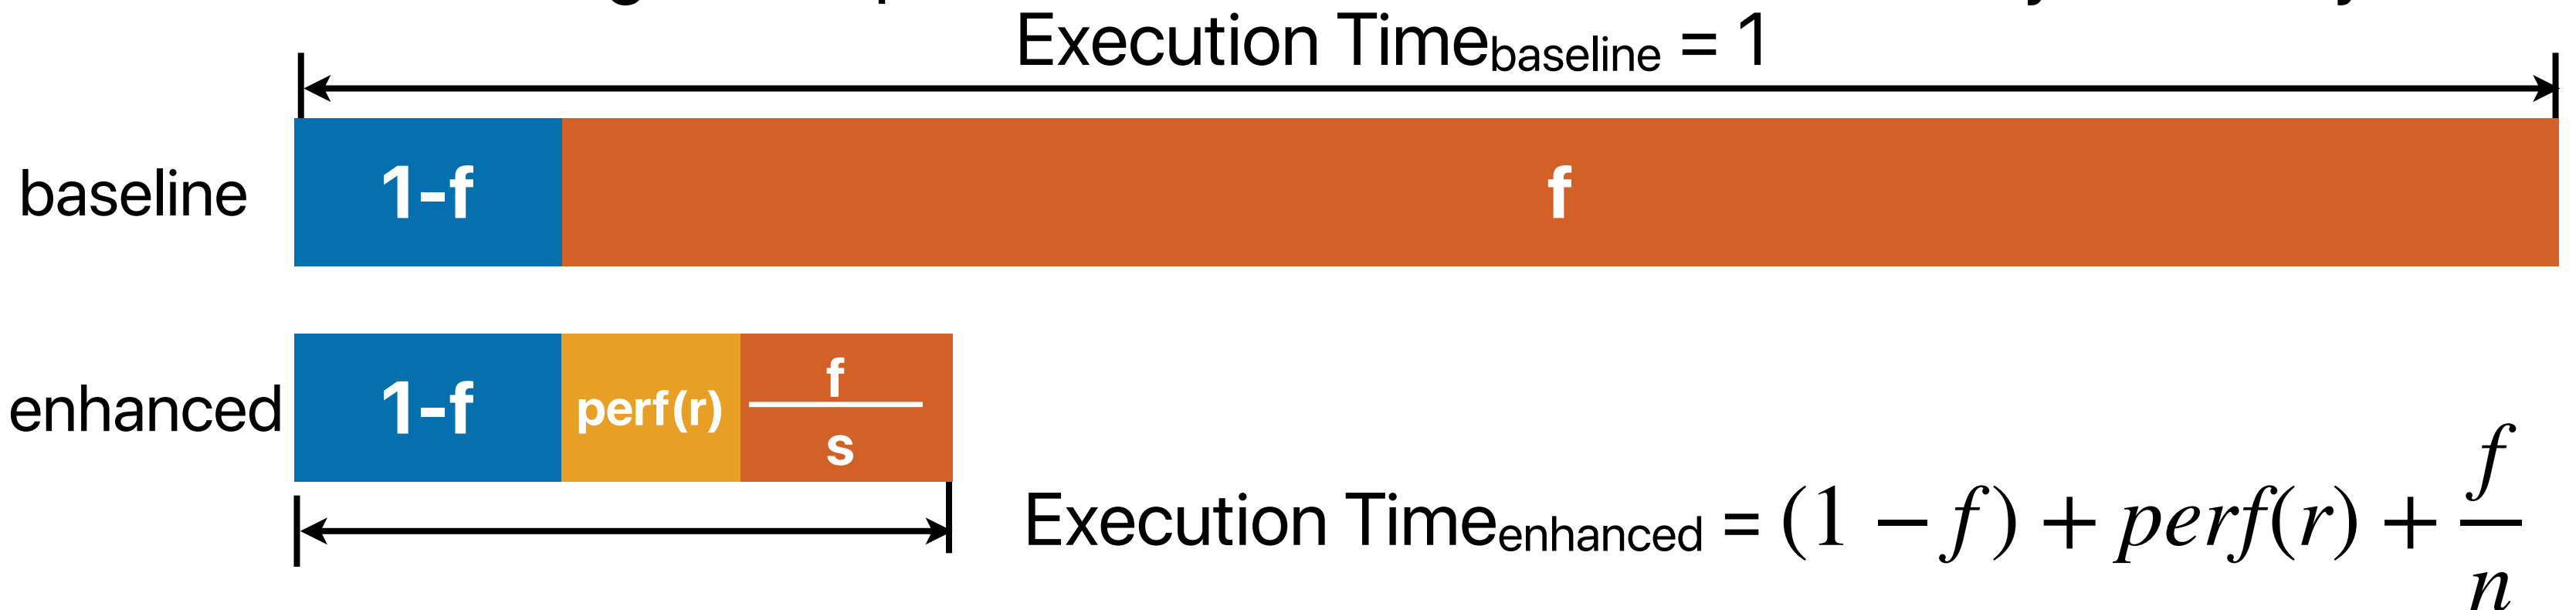 Execution Timebaseline = 1
baseline 1-f f
enhanced 1-f perf(r) f/s
Execution Timeenhanced = (1 − f) + perf(r) + f/n